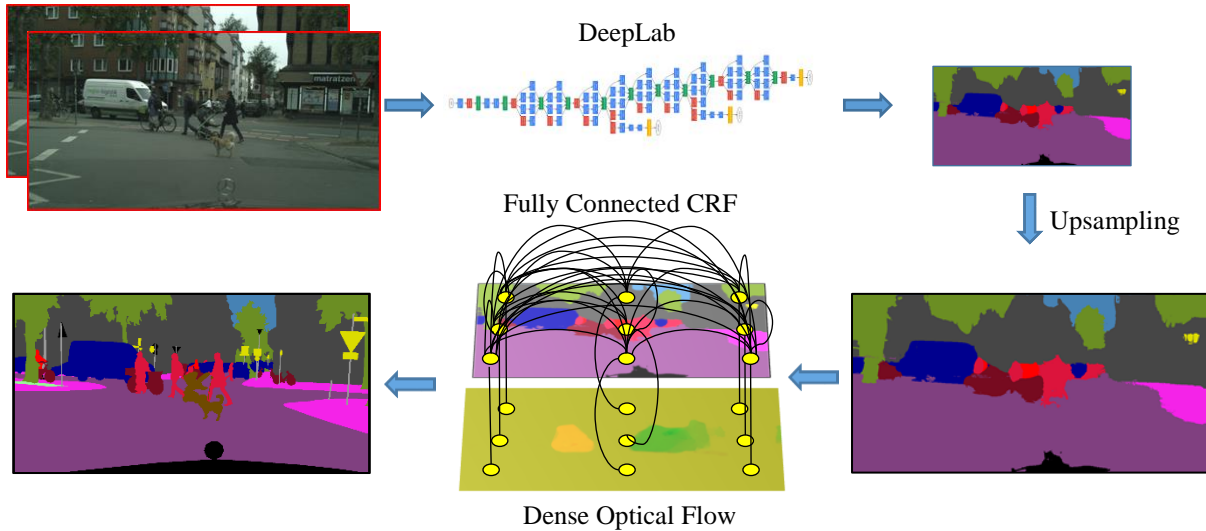 DeepLab
matratzen
Fully Connected CRF
Upsampling
Dense Optical Flow